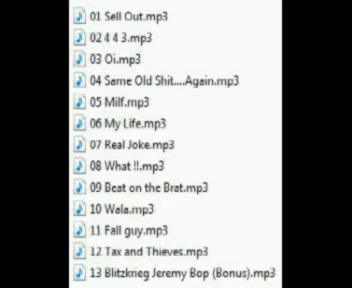 01 Sell Out.mp3
02 4 4 3.mp3
03 Oi.mp3
04 Same Old Shit....Again.mp3
05 Milf.mp3
06 My Life.mp3
07 Real Joke.mp3
08 What !!.mp3
09 Beat on the Brat.mp3
10 Wala.mp3
11 Fall guy.mp3
12 Tax and Thieves.mp3
13 Blitzkrieg Jeremy Bop (Bonus).mp3